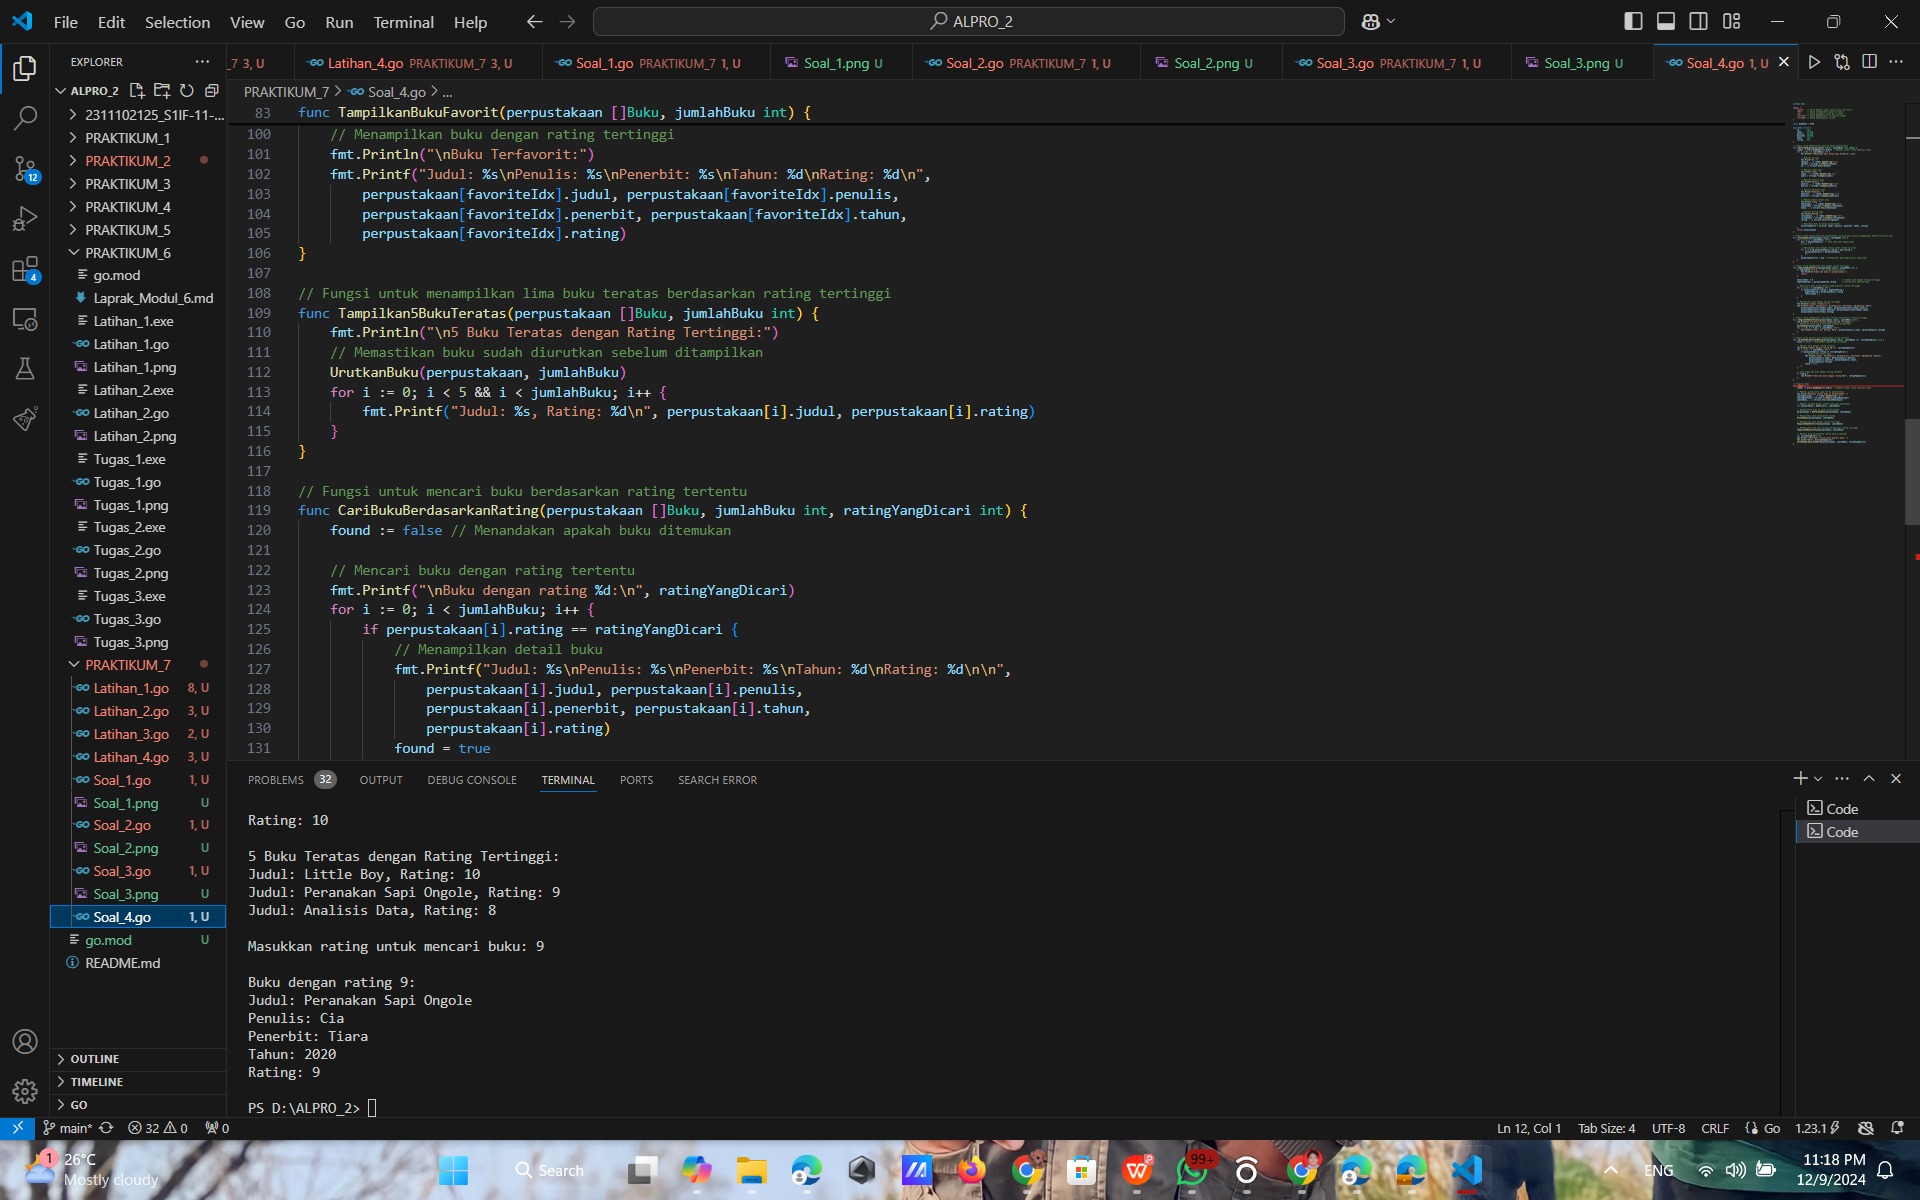 File Edit Selection View Go Run Terminal Help
ALPRO_2
EXPLORER
_7 3, U
Latihan_4.go PRAKTIKUM_7 3, U
Soal_1.go PRAKTIKUM_7 1, U
Soal_1.png U
Soal_2.go PRAKTIKUM_7 1, U
Soal_2.png U
Soal_3.go PRAKTIKUM_7 1, U
Soal_3.png U
Soal_4.go 1, U
ALPRO_2
2311102125_S1IF-11-...
PRAKTIKUM_1
PRAKTIKUM_2
PRAKTIKUM_3
PRAKTIKUM_4
PRAKTIKUM_5
PRAKTIKUM_6
go.mod
Laprak_Modul_6.md
Latihan_1.exe
Latihan_1.go
Latihan_1.png
Latihan_2.exe
Latihan_2.go
Latihan_2.png
Tugas_1.exe
Tugas_1.go
Tugas_1.png
Tugas_2.exe
Tugas_2.go
Tugas_2.png
Tugas_3.exe
Tugas_3.go
Tugas_3.png
PRAKTIKUM_7
Latihan_1.go 8, U
Latihan_2.go 3, U
Latihan_3.go 2, U
Latihan_4.go 3, U
Soal_1.go 1, U
Soal_1.png U
Soal_2.go 1, U
Soal_2.png U
Soal_3.go 1, U
Soal_3.png U
Soal_4.go 1, U
go.mod U
README.md
OUTLINE
TIMELINE
GO
12
4
PRAKTIKUM_7 > Soal_4.go > ...
83 func TampilkanBukuFavorit(perpustakaan []Buku, jumlahBuku int) {
100 // Menampilkan buku dengan rating tertinggi
101 fmt.Println("\nBuku Terfavorit:")
102 fmt.Printf("Judul: %s\nPenulis: %s\nPenerbit: %s\nTahun: %d\nRating: %d\n",
103 perpustakaan[favoriteIdx].judul, perpustakaan[favoriteIdx].penulis,
104 perpustakaan[favoriteIdx].penerbit, perpustakaan[favoriteIdx].tahun,
105 perpustakaan[favoriteIdx].rating)
106 }
107
108 // Fungsi untuk menampilkan lima buku teratas berdasarkan rating tertinggi
109 func Tampilkan5BukuTeratas(perpustakaan []Buku, jumlahBuku int) {
110 fmt.Println("\n5 Buku Teratas dengan Rating Tertinggi:")
111 // Memastikan buku sudah diurutkan sebelum ditampilkan
112 UrutkanBuku(perpustakaan, jumlahBuku)
113 for i := 0; i < 5 && i < jumlahBuku; i++ {
114 fmt.Printf("Judul: %s, Rating: %d\n", perpustakaan[i].judul, perpustakaan[i].rating)
115 }
116 }
117
118 // Fungsi untuk mencari buku berdasarkan rating tertentu
119 func CariBukuBerdasarkanRating(perpustakaan []Buku, jumlahBuku int, ratingYangDicari int) {
120 found := false // Menandakan apakah buku ditemukan
121
122 // Mencari buku dengan rating tertentu
123 fmt.Printf("\nBuku dengan rating %d:\n", ratingYangDicari)
124 for i := 0; i < jumlahBuku; i++ {
125 if perpustakaan[i].rating == ratingYangDicari {
126 // Menampilkan detail buku
127 fmt.Printf("Judul: %s\nPenulis: %s\nPenerbit: %s\nTahun: %d\nRating: %d\n\n",
128 perpustakaan[i].judul, perpustakaan[i].penulis,
129 perpustakaan[i].penerbit, perpustakaan[i].tahun,
130 perpustakaan[i].rating)
131 found = true
PROBLEMS 32 OUTPUT DEBUG CONSOLE TERMINAL PORTS SEARCH ERROR
Code
Code
Rating: 10
5 Buku Teratas dengan Rating Tertinggi:
Judul: Little Boy, Rating: 10
Judul: Peranakan Sapi Ongole, Rating: 9
Judul: Analisis Data, Rating: 8
Masukkan rating untuk mencari buku: 9
Buku dengan rating 9:
Judul: Peranakan Sapi Ongole
Penulis: Cia
Penerbit: Tiara
Tahun: 2020
Rating: 9
PS D:\ALPRO_2>
main* 32 0 0
Ln 12, Col 1 Tab Size: 4 UTF-8 CRLF Go 1.23.1
1
26°C
Mostly cloudy
Search
99+
ENG
11:18 PM
12/9/2024